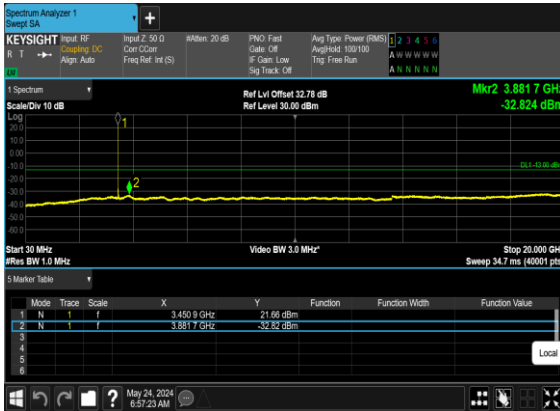 Spectrum Analyzer 1
Swept SA
+
KEYSIGHT Input: RF Input Z: 50 Ω #Atten: 20 dB PNO: Fast Avg Type: Power (RMS) 1 2 3 4 5 6
R T Coupling: DC Corr CCorr Gate: Off Avg|Hold: 100/100 A W W W W W
Align: Auto Freq Ref: Int (S) IF Gain: Low Trig: Free Run
Sig Track: Off A N N N N N
1 Spectrum
Scale/Div 10 dB
Ref Lvl Offset 32.78 dB
Ref Level 30.00 dBm
Mkr2 3.881 7 GHz
-32.824 dBm
Log
20.0
10.0
0.00
-10.0
-20.0
-30.0
-40.0
-50.0
-60.0
1
2
DL1 -13.00 dBm
Start 30 MHz Video BW 3.0 MHz* Stop 20.000 GHz
#Res BW 1.0 MHz Sweep 34.7 ms (40001 pts)
5 Marker Table
Mode Trace Scale X Y Function Function Width Function Value
1 N 1 f 3.450 9 GHz 21.66 dBm
2 N 1 f 3.881 7 GHz -32.82 dBm
3
4
5
6
Local
?
May 24, 2024
6:57:23 AM